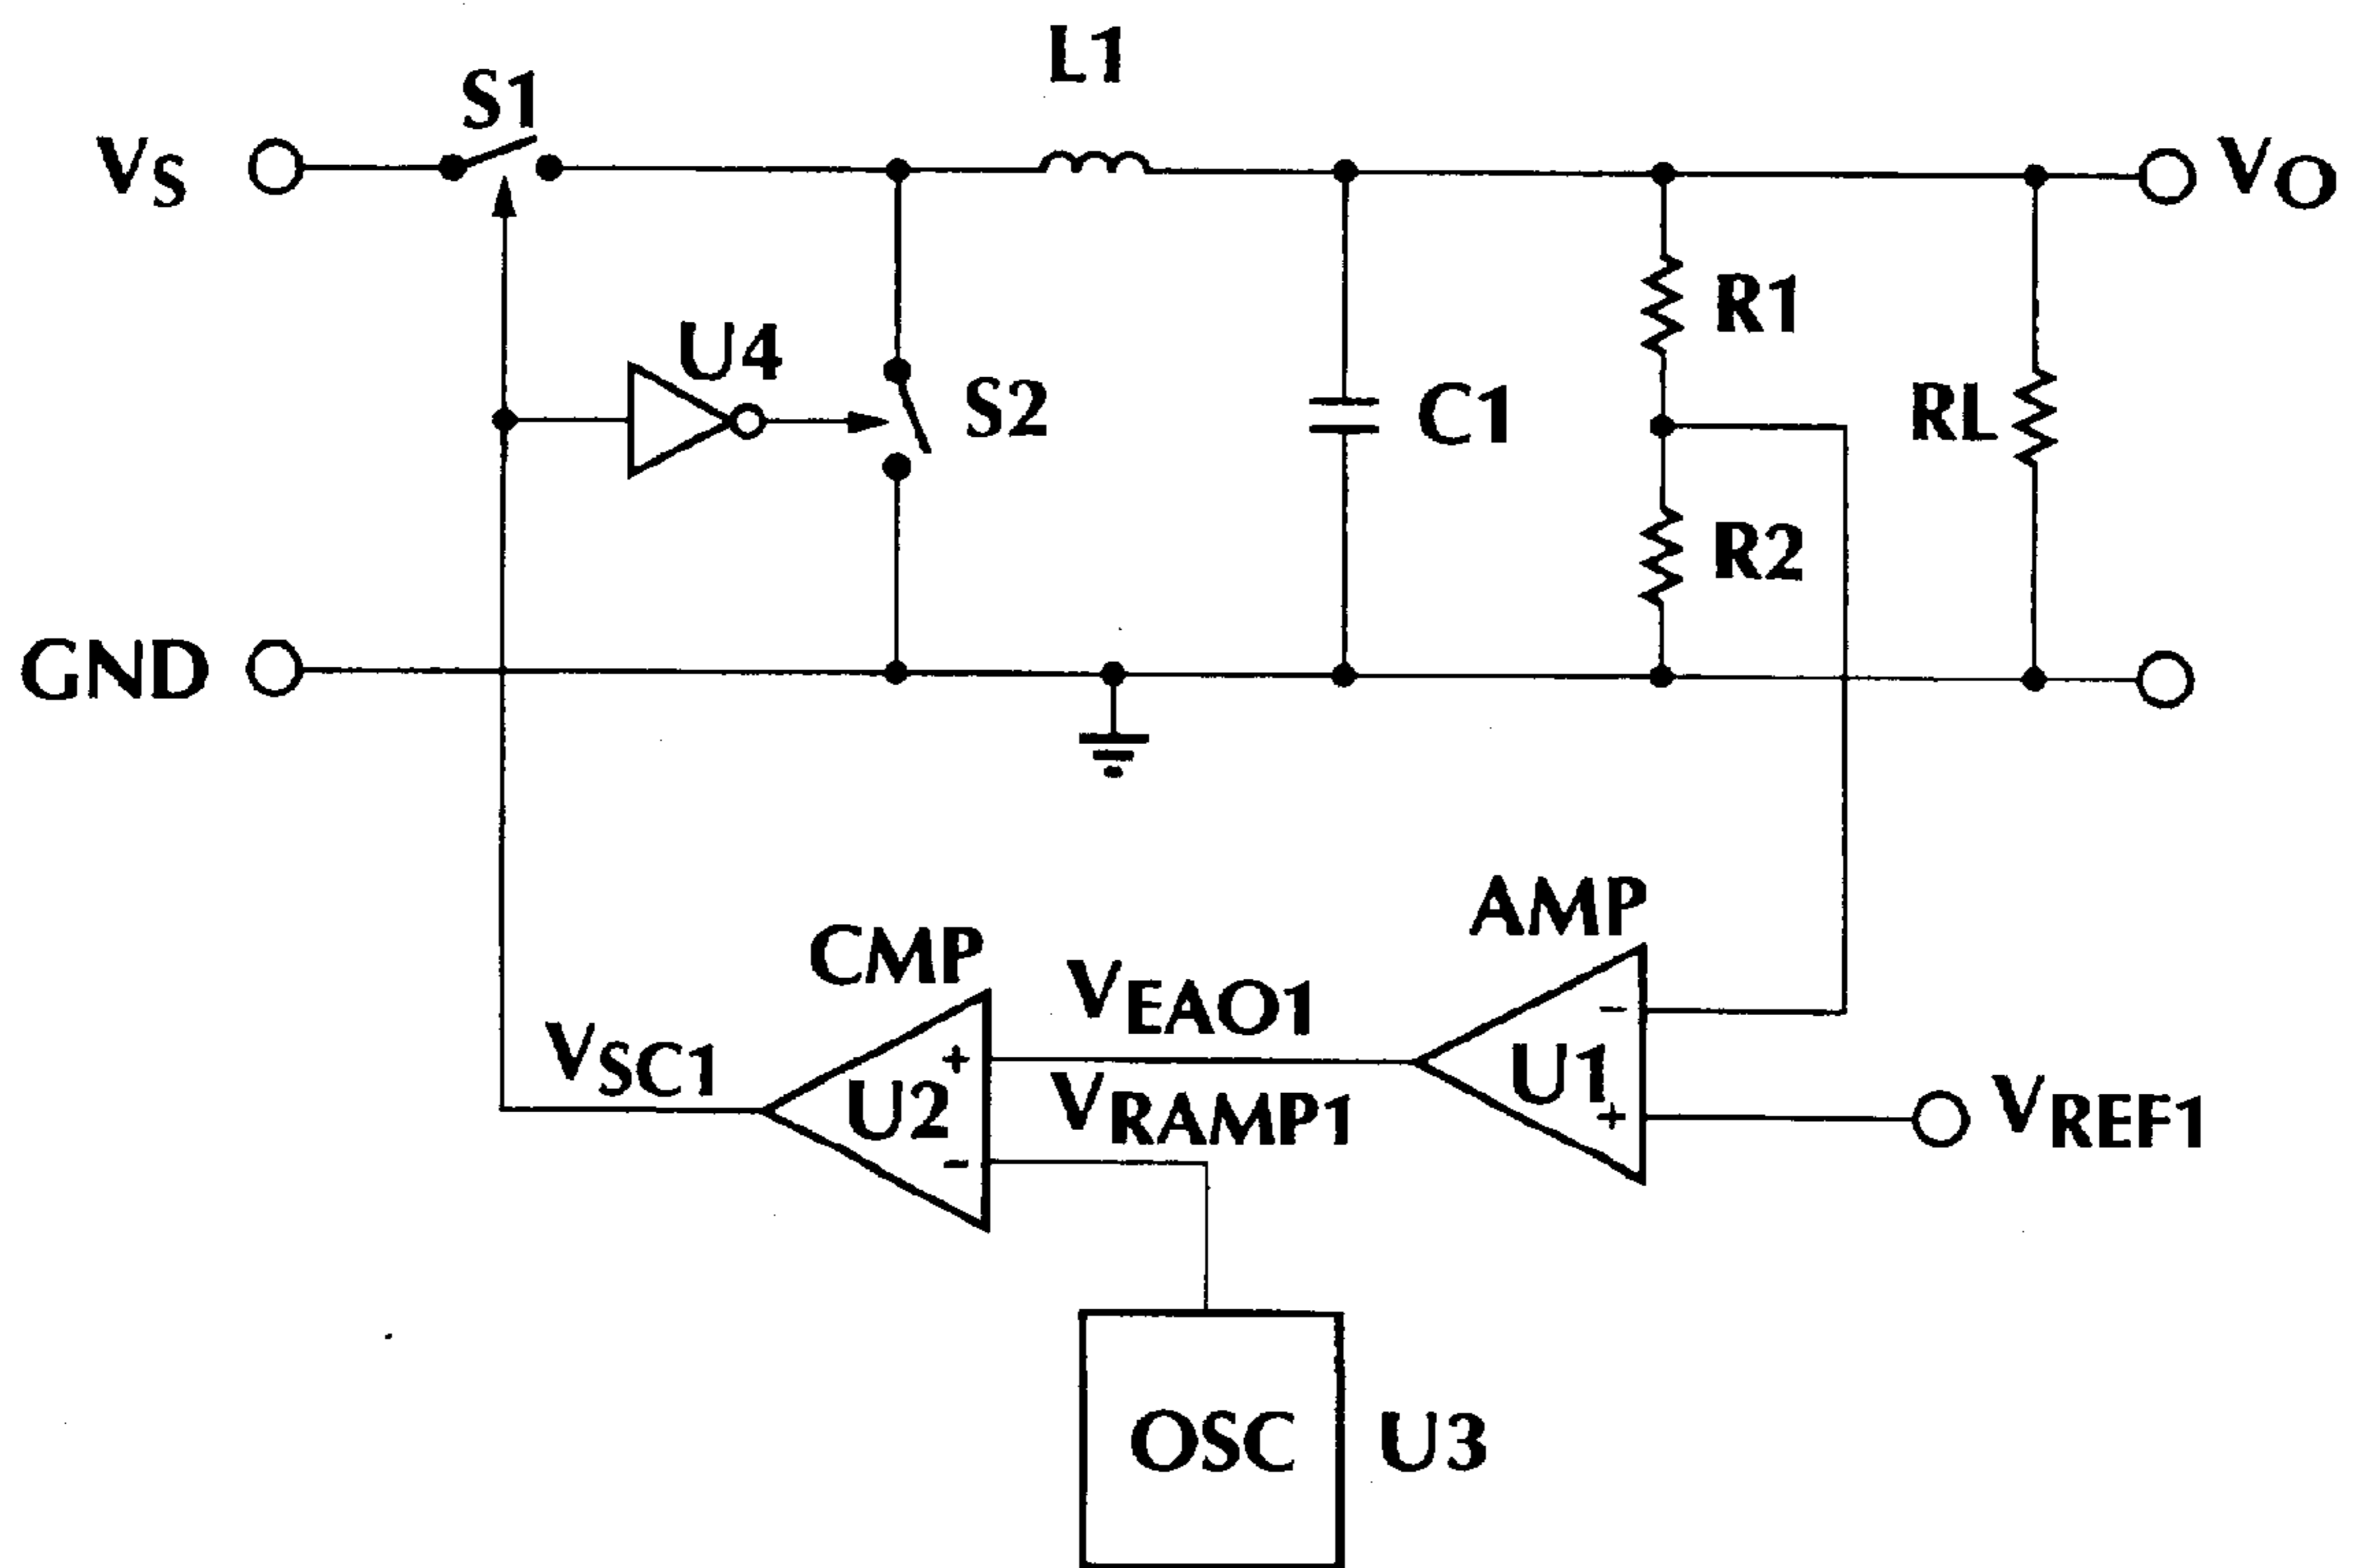 L1
S1
VS
VO
U4
R1
S2
C1
RL
R2
GND
AMP
CMP
VEAO1
-
VSC1
+
U1
U2
VRAMP1
+
VREF1
-
OSC
U3